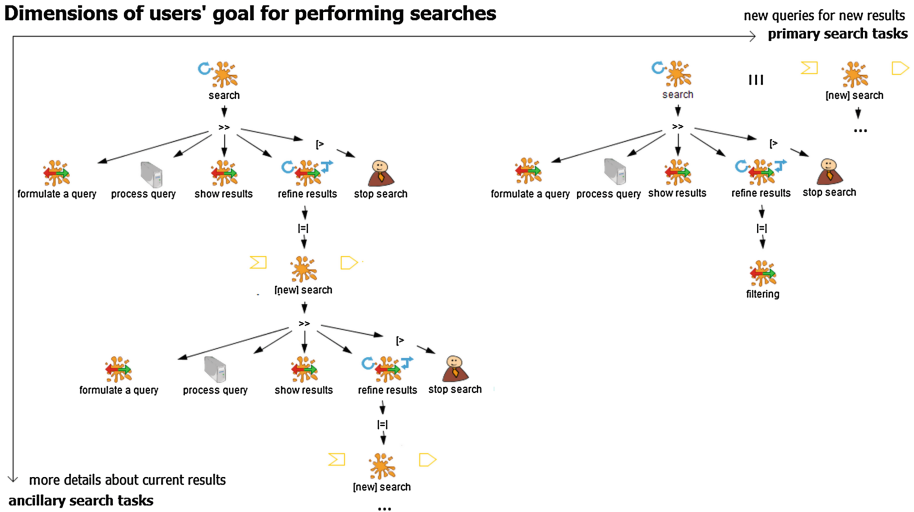 Dimensions of users' goal for performing searches
new queries for new results
primary search tasks
search
search
|||
[new] search
...
>>
[>
>>
[>
formulate a query
process query
show results
refine results
stop search
formulate a query
process query
show results
refine results
stop search
|=|
|=|
[new] search
filtering
>>
[>
formulate a query
process query
show results
refine results
stop search
|=|
more details about current results
[new] search
ancillary search tasks
...